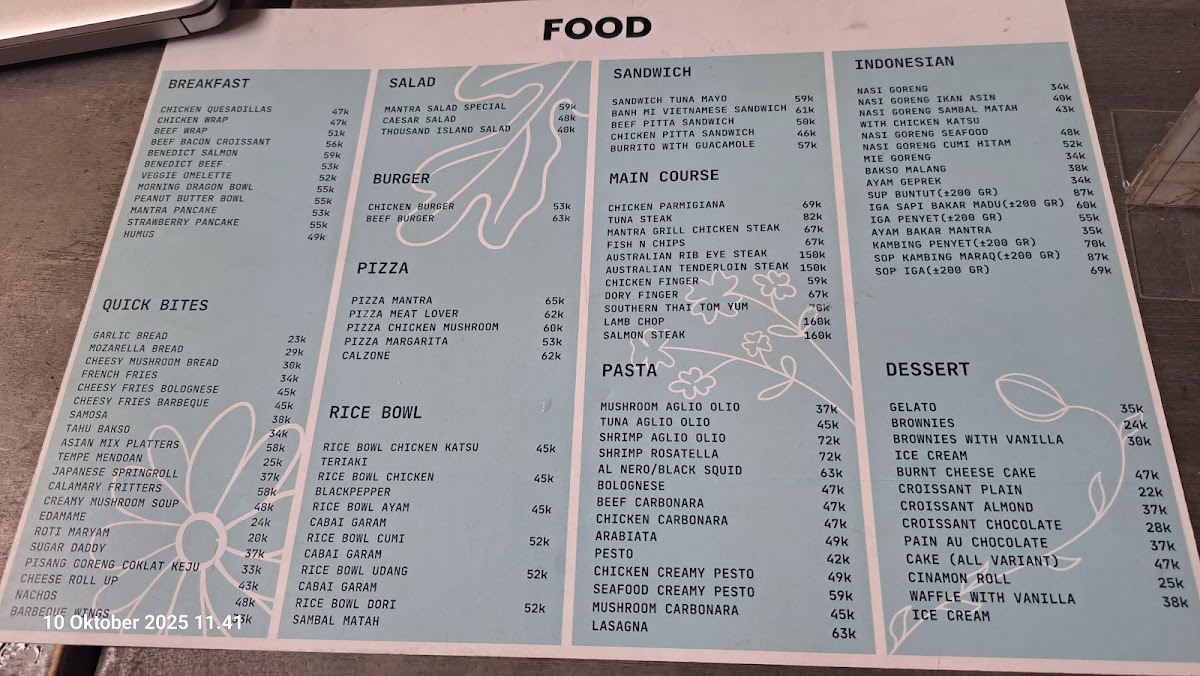 FOOD
BREAKFAST
CHICKEN QUESADILLAS 47k
CHICKEN WRAP 47k
BEEF WRAP 51k
BEEF BACON CROISSANT 56k
BENEDICT SALMON 59k
BENEDICT BEEF 53k
VEGGIE OMELETTE 52k
MORNING DRAGON BOWL 55k
PEANUT BUTTER BOWL 55k
MANTRA PANCAKE 53k
STRAWBERRY PANCAKE 55k
HUMUS 49k
QUICK BITES
GARLIC BREAD 23k
MOZARELLA BREAD 29k
CHEESY MUSHROOM BREAD 30k
FRENCH FRIES 34k
CHEESY FRIES BOLOGNESE 45k
CHEESY FRIES BARBEQUE 45k
SAMOSA 38k
TAHU BAKSO 34k
ASIAN MIX PLATTERS 58k
TEMPE MENDOAN 25k
JAPANESE SPRINGROLL 37k
CALAMARY FRITTERS 58k
CREAMY MUSHROOM SOUP 48k
EDAMAME 24k
ROTI MARYAM 20k
SUGAR DADDY 37k
PISANG GORENG COKLAT KEJU 33k
CHEESE ROLL UP 43k
NACHOS 48k
BARBEQUE WINGS
SALAD
MANTRA SALAD SPECIAL 59k
CAESAR SALAD 48k
THOUSAND ISLAND SALAD 40k
BURGER
CHICKEN BURGER 53k
BEEF BURGER 63k
PIZZA
PIZZA MANTRA 65k
PIZZA MEAT LOVER 62k
PIZZA CHICKEN MUSHROOM 60k
PIZZA MARGARITA 53k
CALZONE 62k
RICE BOWL
RICE BOWL CHICKEN KATSU 45k
TERIAKI
RICE BOWL CHICKEN 45k
BLACKPEPPER
RICE BOWL AYAM 45k
CABAI GARAM
RICE BOWL CUMI 52k
CABAI GARAM
RICE BOWL UDANG 52k
CABAI GARAM
RICE BOWL DORI 52k
SAMBAL MATAH
SANDWICH
SANDWICH TUNA MAYO 59k
BANH MI VIETNAMESE SANDWICH 61k
BEEF PITTA SANDWICH 50k
CHICKEN PITTA SANDWICH 46k
BURRITO WITH GUACAMOLE 57k
MAIN COURSE
CHICKEN PARMIGIANA 69k
TUNA STEAK 82k
MANTRA GRILL CHICKEN STEAK 67k
FISH N CHIPS 67k
AUSTRALIAN RIB EYE STEAK 150k
AUSTRALIAN TENDERLOIN STEAK 150k
CHICKEN FINGER 59k
DORY FINGER 67k
SOUTHERN THAI TOM YUM
LAMB CHOP 160k
SALMON STEAK 160k
PASTA
MUSHROOM AGLIO OLIO 37k
TUNA AGLIO OLIO 45k
SHRIMP AGLIO OLIO 72k
SHRIMP ROSATELLA 72k
AL NERO/BLACK SQUID 63k
BOLOGNESE 47k
BEEF CARBONARA 47k
CHICKEN CARBONARA 47k
ARABIATA 49k
PESTO 42k
CHICKEN CREAMY PESTO 49k
SEAFOOD CREAMY PESTO 59k
MUSHROOM CARBONARA 45k
LASAGNA 63k
INDONESIAN
NASI GORENG 34k
NASI GORENG IKAN ASIN 40k
NASI GORENG SAMBAL MATAH 43k
WITH CHICKEN KATSU
NASI GORENG SEAFOOD 48k
NASI GORENG CUMI HITAM 52k
MIE GORENG 34k
BAKSO MALANG 38k
AYAM GEPREK 34k
SUP BUNTUT(±200 GR) 87k
IGA SAPI BAKAR MADU(±200 GR) 60k
IGA PENYET(±200 GR) 55k
AYAM BAKAR MANTRA 35k
KAMBING PENYET(±200 GR) 70k
SOP KAMBING MARAQ(±200 GR) 87k
SOP IGA(±200 GR) 69k
DESSERT
GELATO 35k
BROWNIES 24k
BROWNIES WITH VANILLA 30k
ICE CREAM
BURNT CHEESE CAKE 47k
CROISSANT PLAIN 22k
CROISSANT ALMOND 37k
CROISSANT CHOCOLATE 28k
PAIN AU CHOCOLATE 37k
CAKE (ALL VARIANT) 47k
CINAMON ROLL 25k
WAFFLE WITH VANILLA 38k
ICE CREAM
10 Oktober 2025 11.41